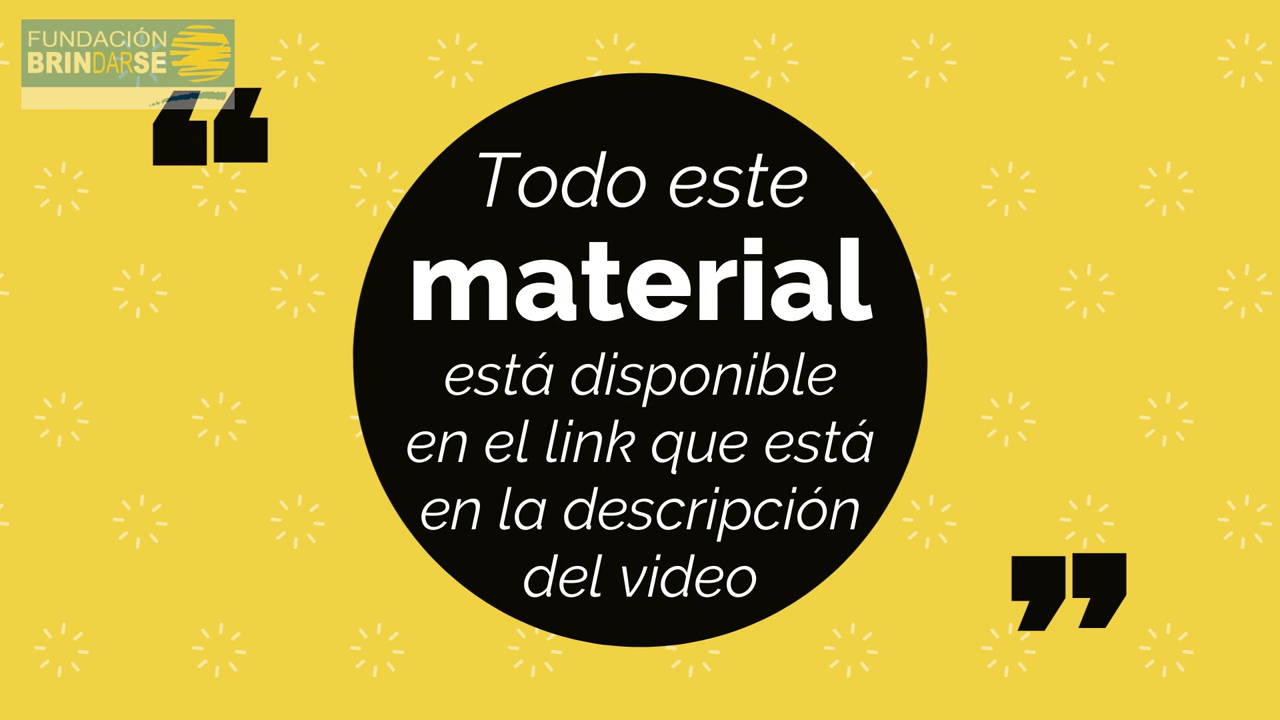 FUNDACIÓN
BRINDARSE
“
Todo este
material
está disponible
en el link que está
en la descripción
del video
”